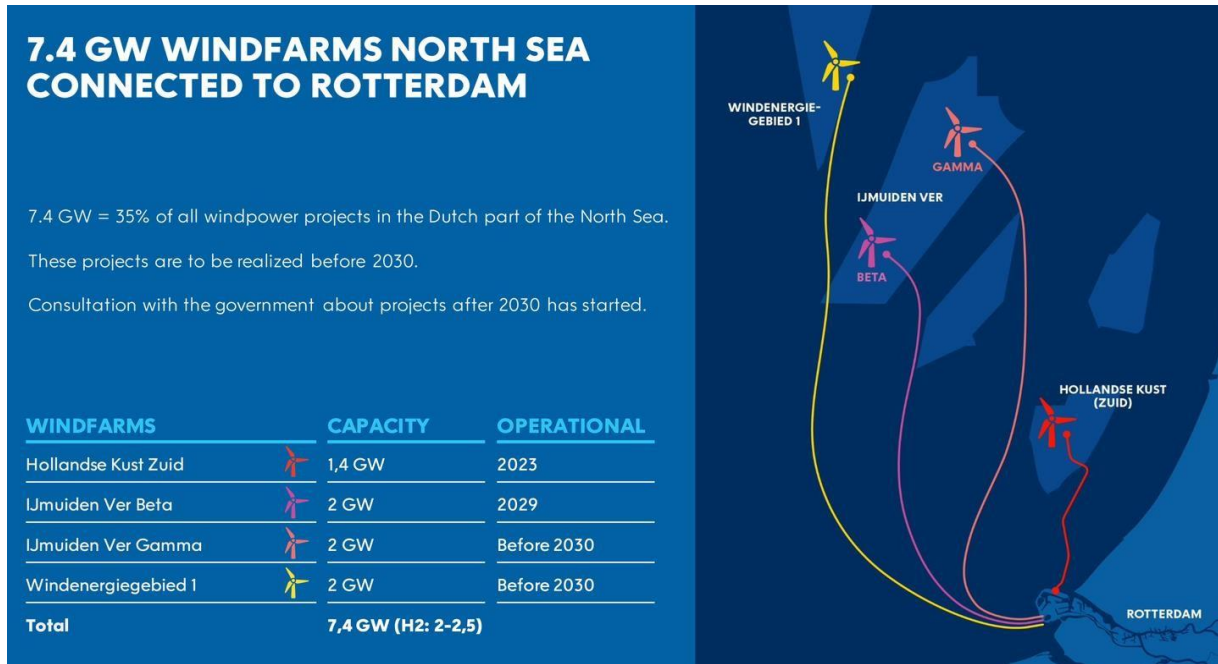 7.4 GW WINDFARMS NORTH SEA
CONNECTED TO ROTTERDAM
7.4 GW = 35% of all windpower projects in the Dutch part of the North Sea.
These projects are to be realized before 2030.
Consultation with the government about projects after 2030 has started.
WINDFARMS CAPACITY OPERATIONAL
Hollandse Kust Zuid 1,4 GW 2023
IJmuiden Ver Beta 2 GW 2029
IJmuiden Ver Gamma 2 GW Before 2030
Windenergiegebied 1 2 GW Before 2030
Total 7,4 GW (H2: 2-2,5)
WINDENERGIE-
GEBIED 1
GAMMA
IJMUIDEN VER
BETA
HOLLANDSE KUST
(ZUID)
ROTTERDAM